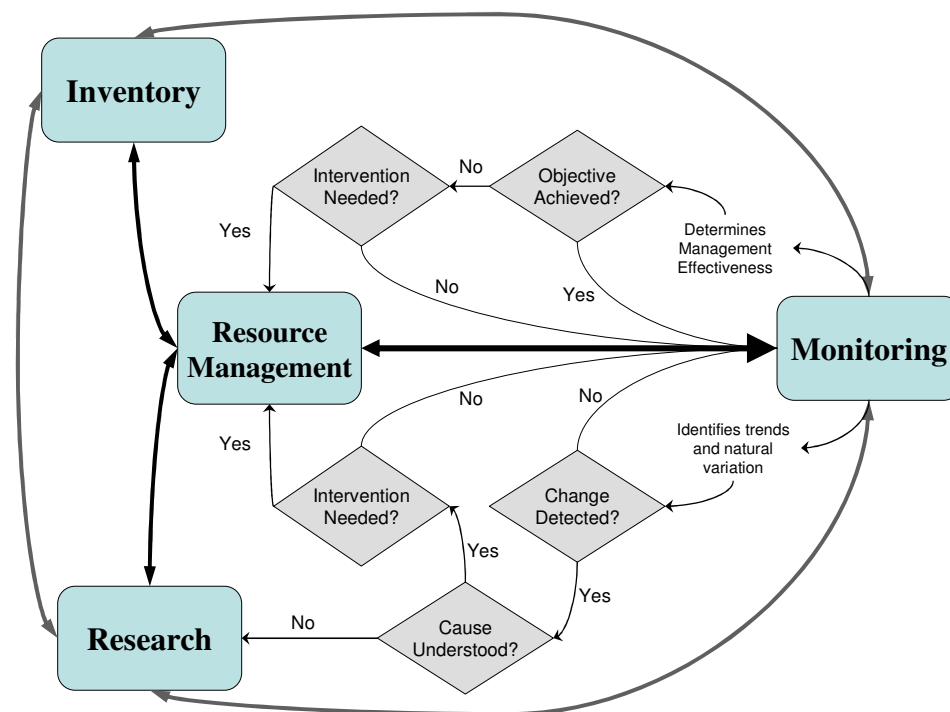 Inventory
Intervention
Needed?
No
Objective
Achieved?
Yes
Determines
Management
Effectiveness
No
Yes
Resource
Management
Monitoring
No
No
Yes
Identifies trends
and natural
variation
Intervention
Needed?
Change
Detected?
Yes
Yes
Research
No
Cause
Understood?